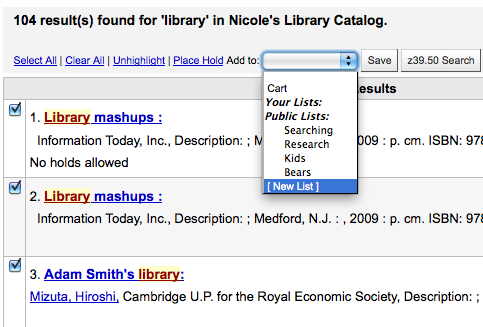 104 result(s) found for 'library' in Nicole's Library Catalog.
Select All | Clear All | Unhighlight | Place Hold Add to: Save z39.50 Search
Cart
Your Lists:
Public Lists:
Searching
Research
Kids
Bears
[ New List ]
1. Library mashups :
Information Today, Inc., Description: ; 2009 : p. cm. ISBN: 978
No holds allowed
2. Library mashups :
Information Today, Inc., Description: ; Medford, N.J. : , 2009 : p. cm. ISBN: 978
3. Adam Smith's library:
Mizuta, Hiroshi, Cambridge U.P. for the Royal Economic Society, Description: ;